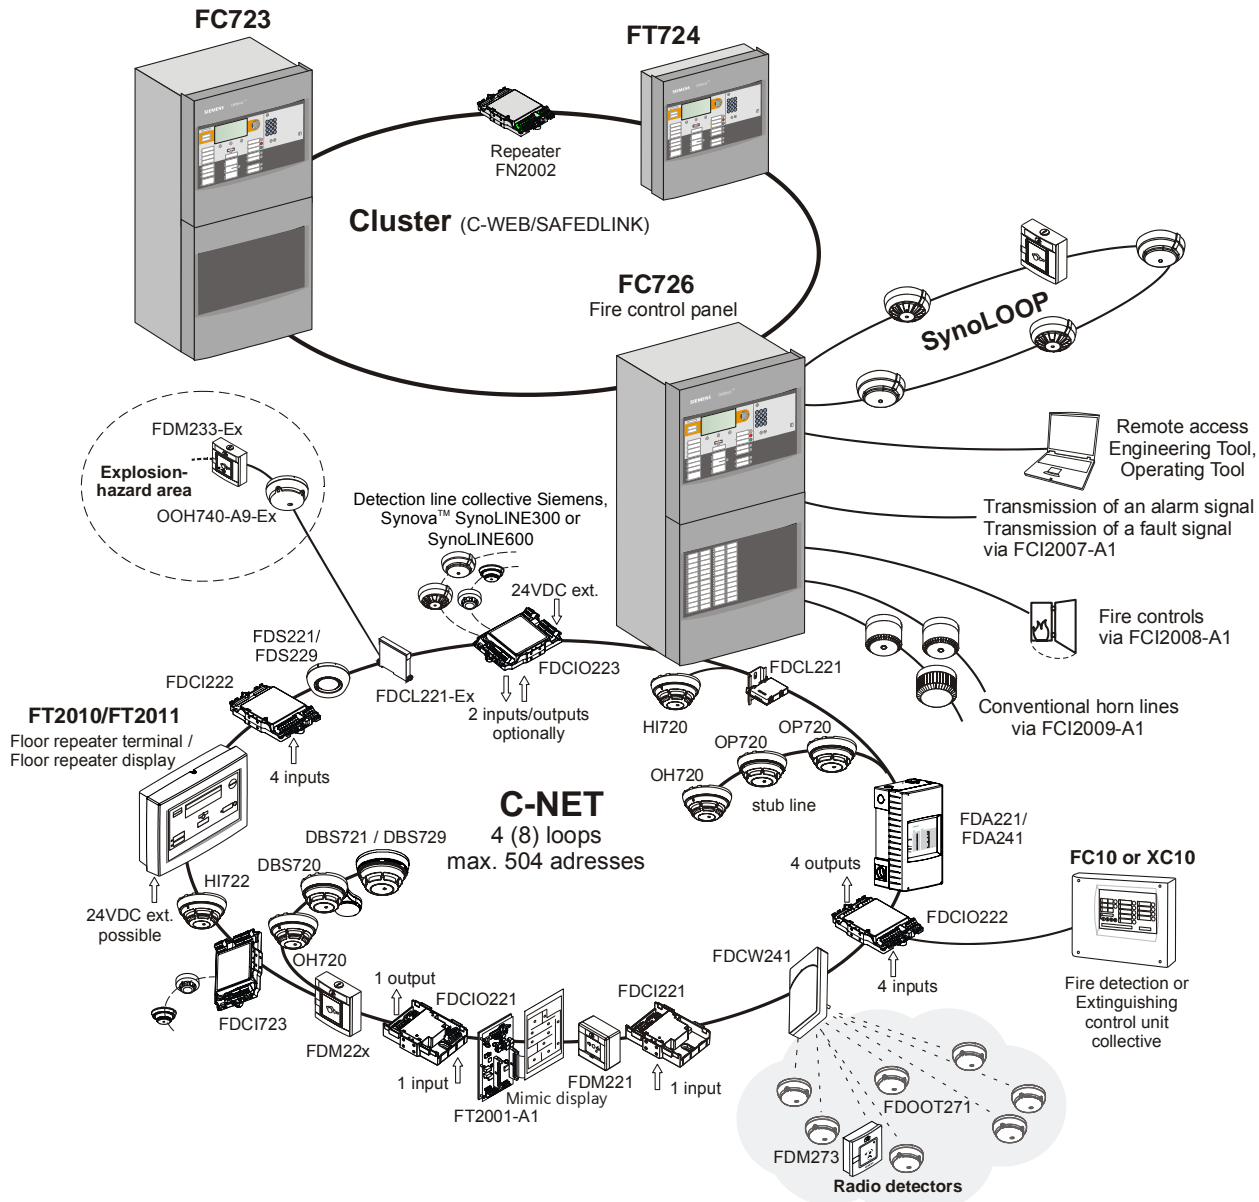 FC723
FT724
Repeater
FN2002
Cluster (C-WEB/SAFEDLINK)
FC726
Fire control panel
SynoLOOP
SIEMENS
SIEMENS
SIEMENS
Remote access
Engineering Tool,
Operating Tool
Transmission of an alarm signal
Transmission of a fault signal
via FCI2007-A1
Fire controls
via FCI2008-A1
Conventional horn lines
via FCI2009-A1
FDM233-Ex
Explosion-
hazard area
OOH740-A9-Ex
Detection line collective Siemens,
Synova™ SynoLINE300 or
SynoLINE600
24VDC ext.
FDS221/
FDS229
FDCL221-Ex
FDCIO223
2 inputs/outputs
optionally
FDCI222
4 inputs
FT2010/FT2011
Floor repeater terminal /
Floor repeater display
24VDC ext.
possible
HI720
FDCL221
OP720
OP720
OH720
stub line
C-NET
4 (8) loops
max. 504 adresses
FDA221/
FDA241
4 outputs
FC10 or XC10
FDCIO222
4 inputs
Fire detection or
Extinguishing
control unit
collective
DBS721 / DBS729
DBS720
HI722
OH720
FDCI723
FDM22x
1 output
FDCIO221
1 input
FT2001-A1
Mimic display
FDM221
FDCI221
1 input
FDCW241
FDOOT271
FDM273
Radio detectors